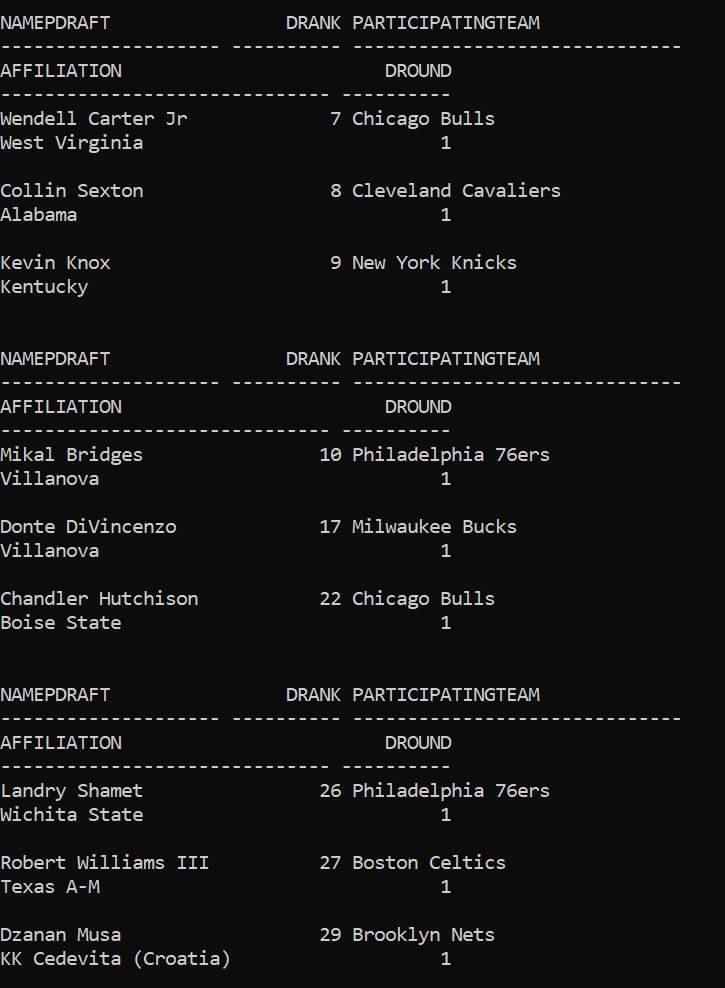 NAMEPDRAFT                DRANK PARTICIPATINGTEAM
-------------------- ---------- ------------------------------
AFFILIATION                        DROUND
------------------------------ ----------
Wendell Carter Jr             7 Chicago Bulls
West Virginia                           1

Collin Sexton                 8 Cleveland Cavaliers
Alabama                                 1

Kevin Knox                    9 New York Knicks
Kentucky                                1


NAMEPDRAFT                DRANK PARTICIPATINGTEAM
-------------------- ---------- ------------------------------
AFFILIATION                        DROUND
------------------------------ ----------
Mikal Bridges                10 Philadelphia 76ers
Villanova                               1

Donte DiVincenzo             17 Milwaukee Bucks
Villanova                               1

Chandler Hutchison           22 Chicago Bulls
Boise State                             1


NAMEPDRAFT                DRANK PARTICIPATINGTEAM
-------------------- ---------- ------------------------------
AFFILIATION                        DROUND
------------------------------ ----------
Landry Shamet                26 Philadelphia 76ers
Wichita State                           1

Robert Williams III          27 Boston Celtics
Texas A-M                               1

Dzanan Musa                  29 Brooklyn Nets
KK Cedevita (Croatia)                   1